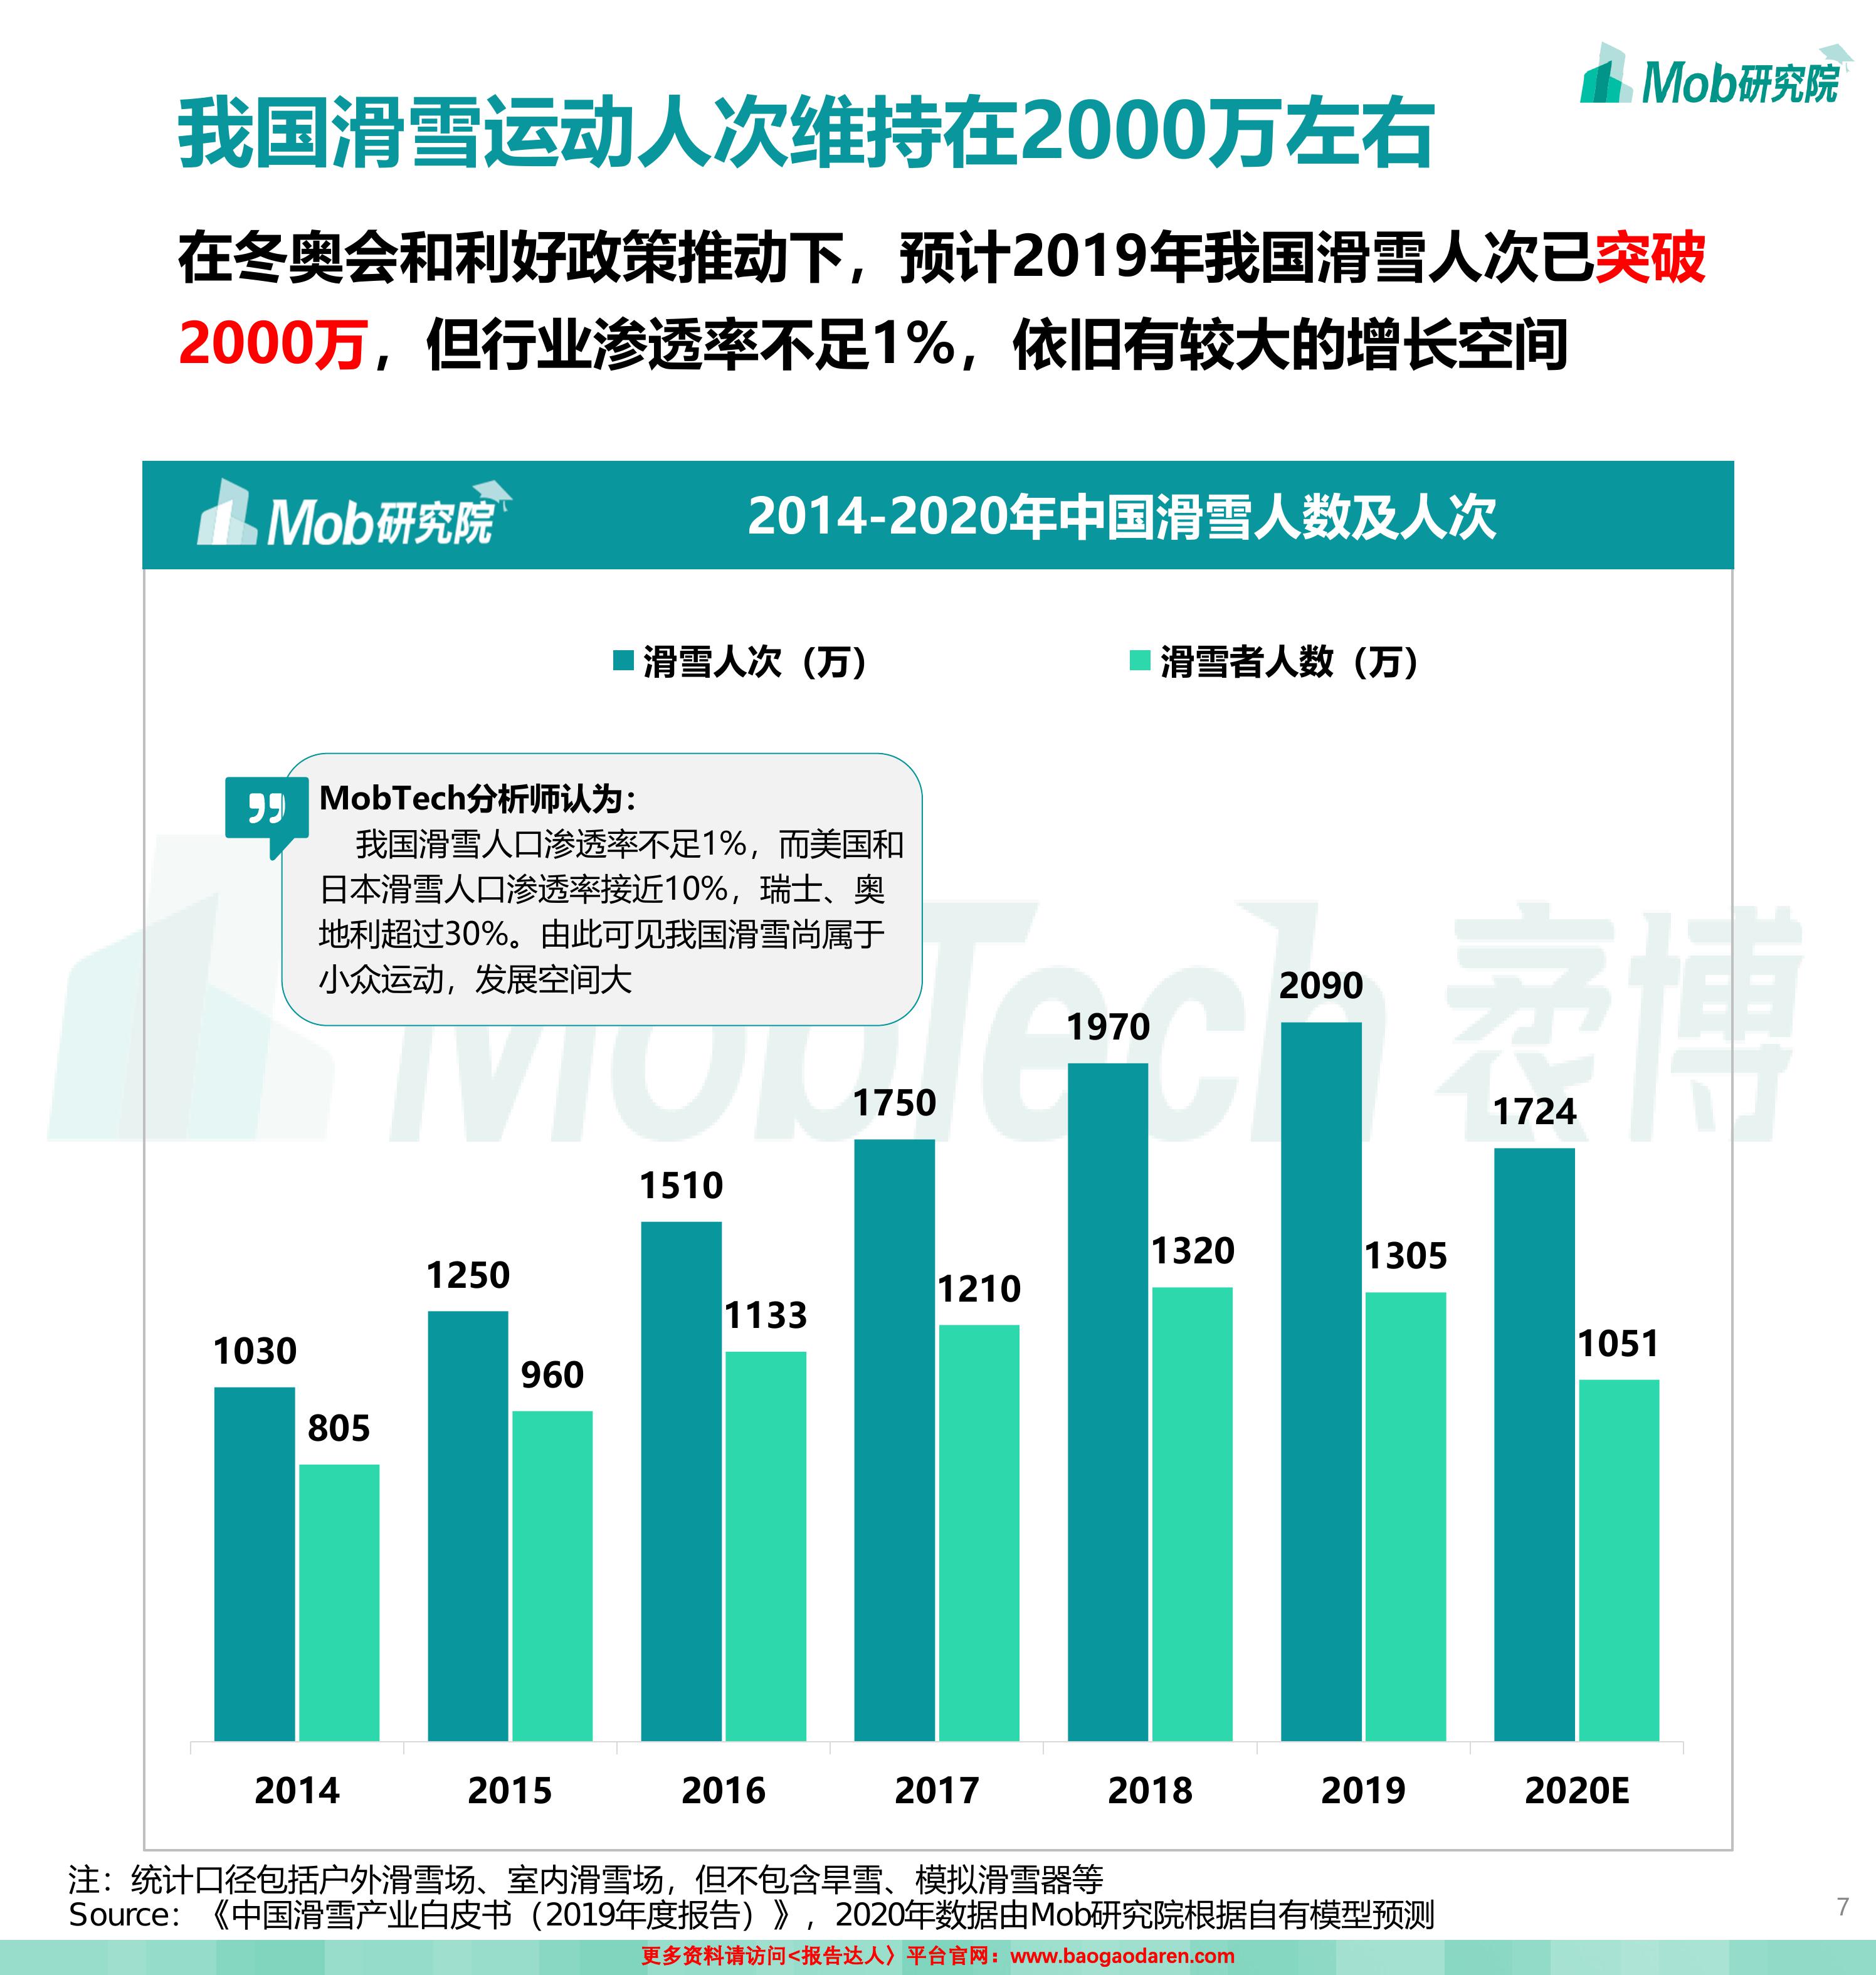 Mob研究院
我国滑雪运动人次维持在2000万左右
在冬奥会和利好政策推动下，预计2019年我国滑雪人次已突破
2000万，但行业渗透率不足1%，依旧有较大的增长空间
Mob研究院
2014-2020年中国滑雪人数及人次
滑雪人次（万）
滑雪者人数（万）
MobTech分析师认为：
我国滑雪人口渗透率不足1%，而美国和
日本滑雪人口渗透率接近10%，瑞士、奥
地利超过30%。由此可见我国滑雪尚属于
小众运动，发展空间大
MobTech 袤博
1030
805
1250
960
1510
1133
1750
1210
1970
1320
2090
1305
1724
1051
2014
2015
2016
2017
2018
2019
2020E
注：统计口径包括户外滑雪场、室内滑雪场，但不包含旱雪、模拟滑雪器等
Source：《中国滑雪产业白皮书（2019年度报告）》，2020年数据由Mob研究院根据自有模型预测
7
更多资料请访问<报告达人〉平台官网：www.baogaodaren.com